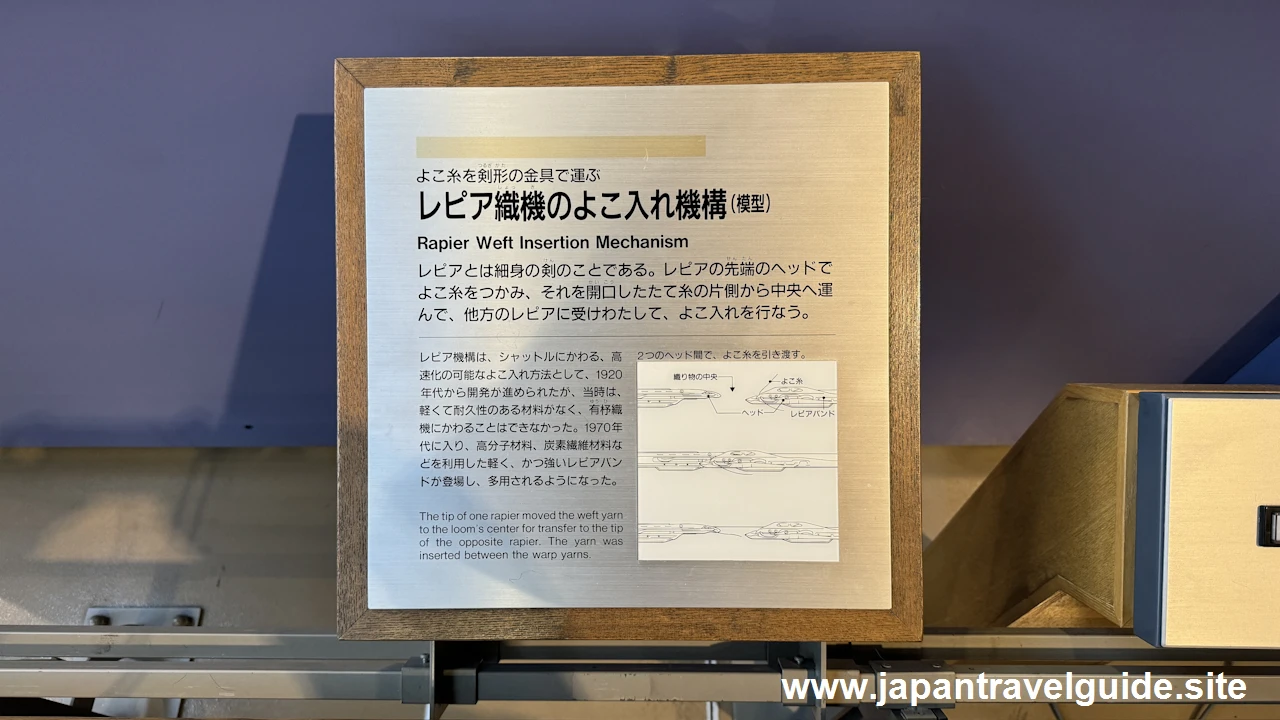 よこ糸を剣形の金具で運ぶ
レピア織機のよこ入れ機構(模型)
Rapier Weft Insertion Mechanism
レピアとは細身の剣のことである。レピアの先端のヘッドで
よこ糸をつかみ、それを開口したたて糸の片側から中央へ運
んで、他方のレピアに受けわたして、よこ入れを行なう。
レピア機構は、シャットルにかわる、高
速化の可能なよこ入れ方法として、1920
年代から開発が進められたが、当時は、
軽くて耐久性のある材料がなく、有杼織
機にかわることはできなかった。1970年
代に入り、高分子材料、炭素繊維材料な
どを利用した軽く、かつ強いレピアバン
ドが登場し、多用されるようになった。
The tip of one rapier moved the weft yarn
to the loom's center for transfer to the tip
of the opposite rapier. The yarn was
inserted between the warp yarns.
2つのヘッド間で、よこ糸を引き渡す。
織り物の中央
よこ糸
ヘッド
レピアバンド
www.japantravelguide.site